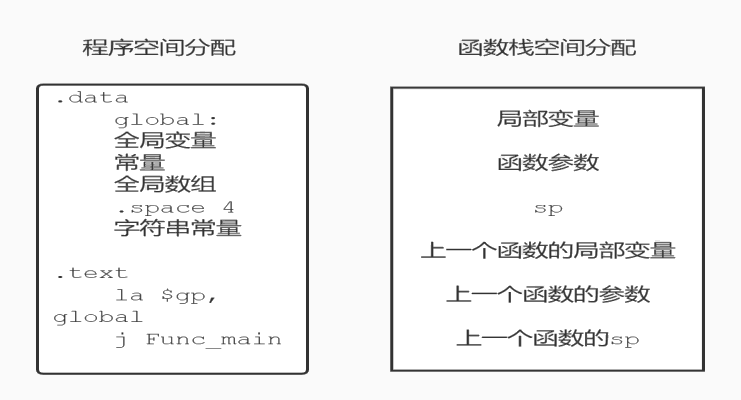 程序空间分配
.data
global:
全局变量
常量
全局数组
.space 4
字符串常量
.text
la $gp,
global
j Func_main
函数栈空间分配
局部变量
函数参数
sp
上一个函数的局部变量
上一个函数的参数
上一个函数的sp